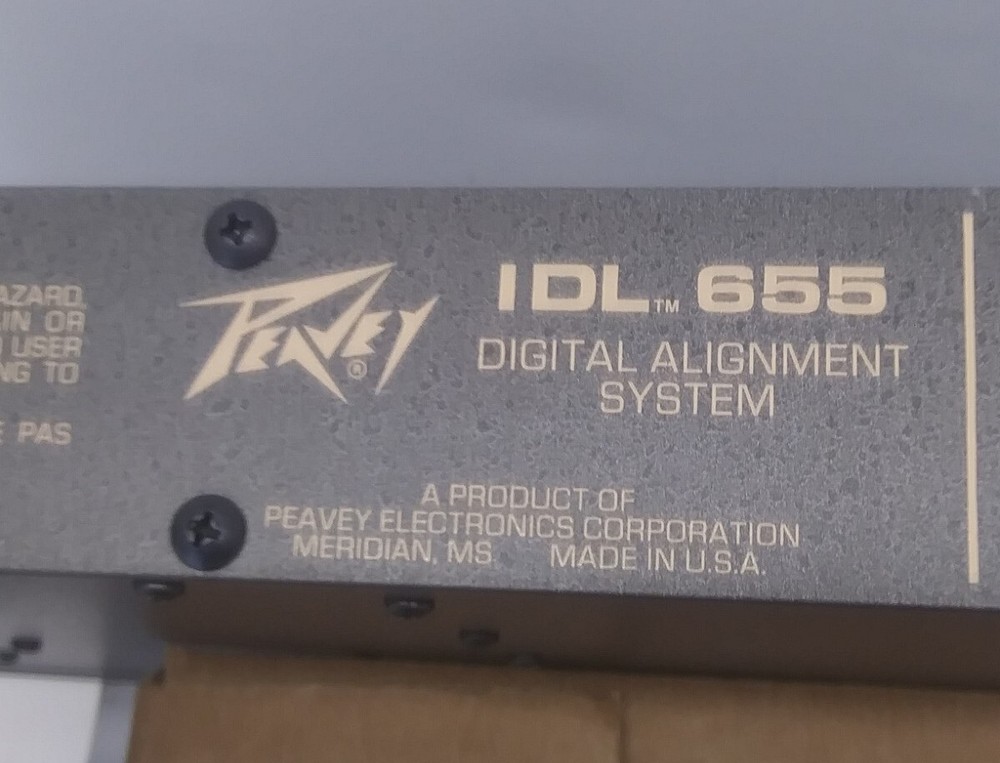 AZARD.
IN OR
USER
NG TO
PAS
PEAVEY®
IDL™ 655
DIGITAL ALIGNMENT
SYSTEM
A PRODUCT OF
PEAVEY ELECTRONICS CORPORATION
MERIDIAN, MS MADE IN U.S.A.